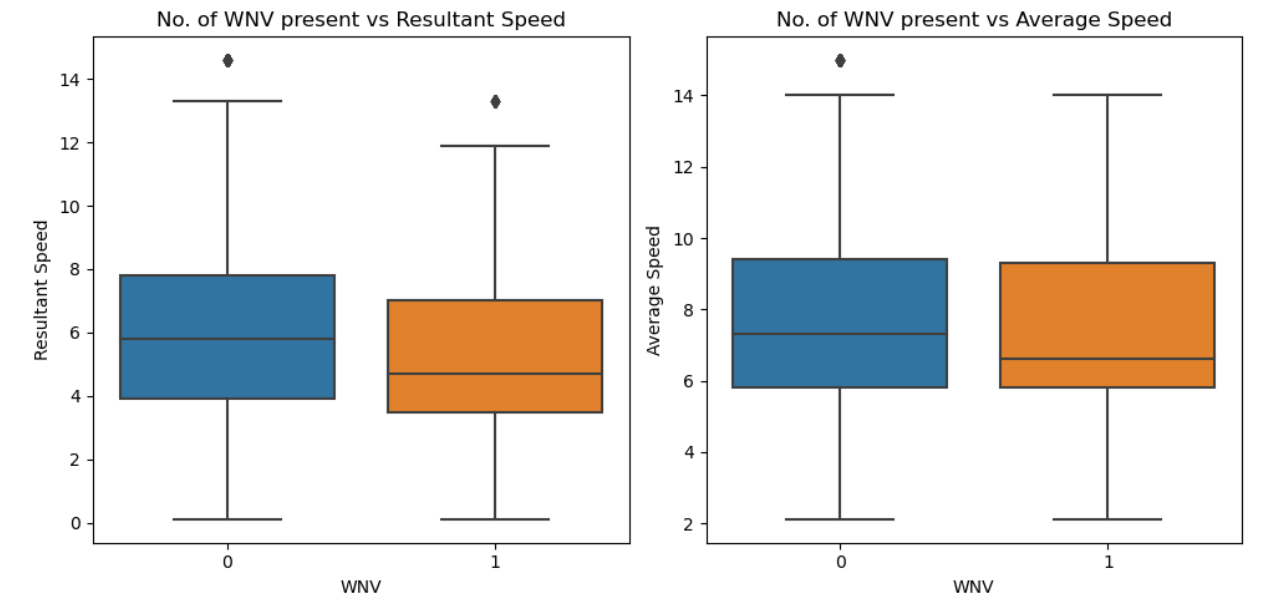 No. of WNV present vs Resultant Speed
Resultant Speed
14
12
10
8
6
4
2
0
0 1
WNV
No. of WNV present vs Average Speed
Average Speed
14
12
10
8
6
4
2
0 1
WNV